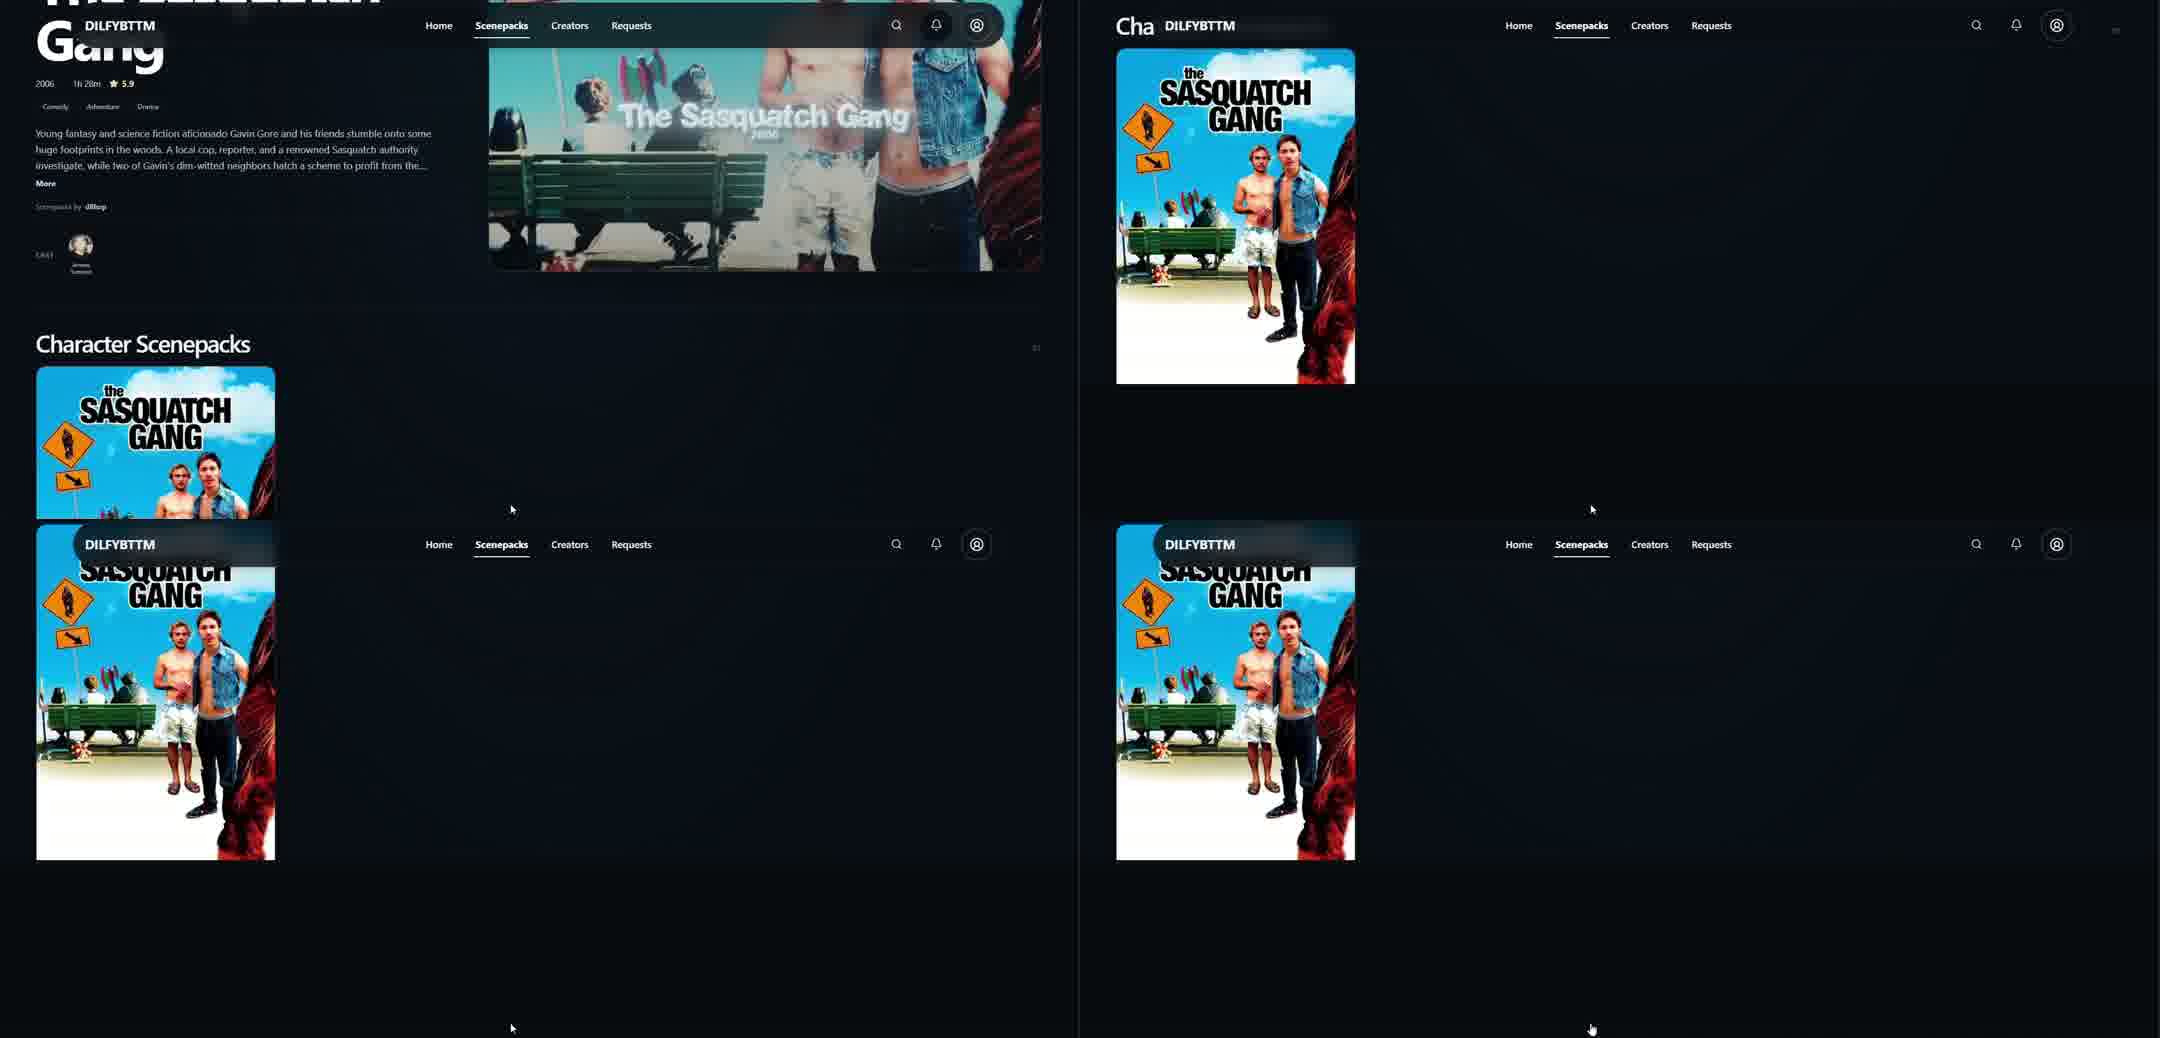 Gang
DILFYBTTM
Home
Scenepacks
Creators
Requests
2006
1h 28m
5.9
Comedy
Adventure
Drama
Young fantasy and science fiction aficionado Gavin Gore and his friends stumble onto some
huge footprints in the woods. A local cop, reporter, and a renowned Sasquatch authority
investigate, while two of Gavin's dim-witted neighbors hatch a scheme to profit from the...
More
Scenepacks by
CAST
The Sasquatch Gang
2006
Character Scenepacks
the
SASQUATCH
GANG
Cha
DILFYBTTM
Home
Scenepacks
Creators
Requests
the
SASQUATCH
GANG
DILFYBTTM
Home
Scenepacks
Creators
Requests
SASQUATCH
GANG
DILFYBTTM
Home
Scenepacks
Creators
Requests
SASQUATCH
GANG